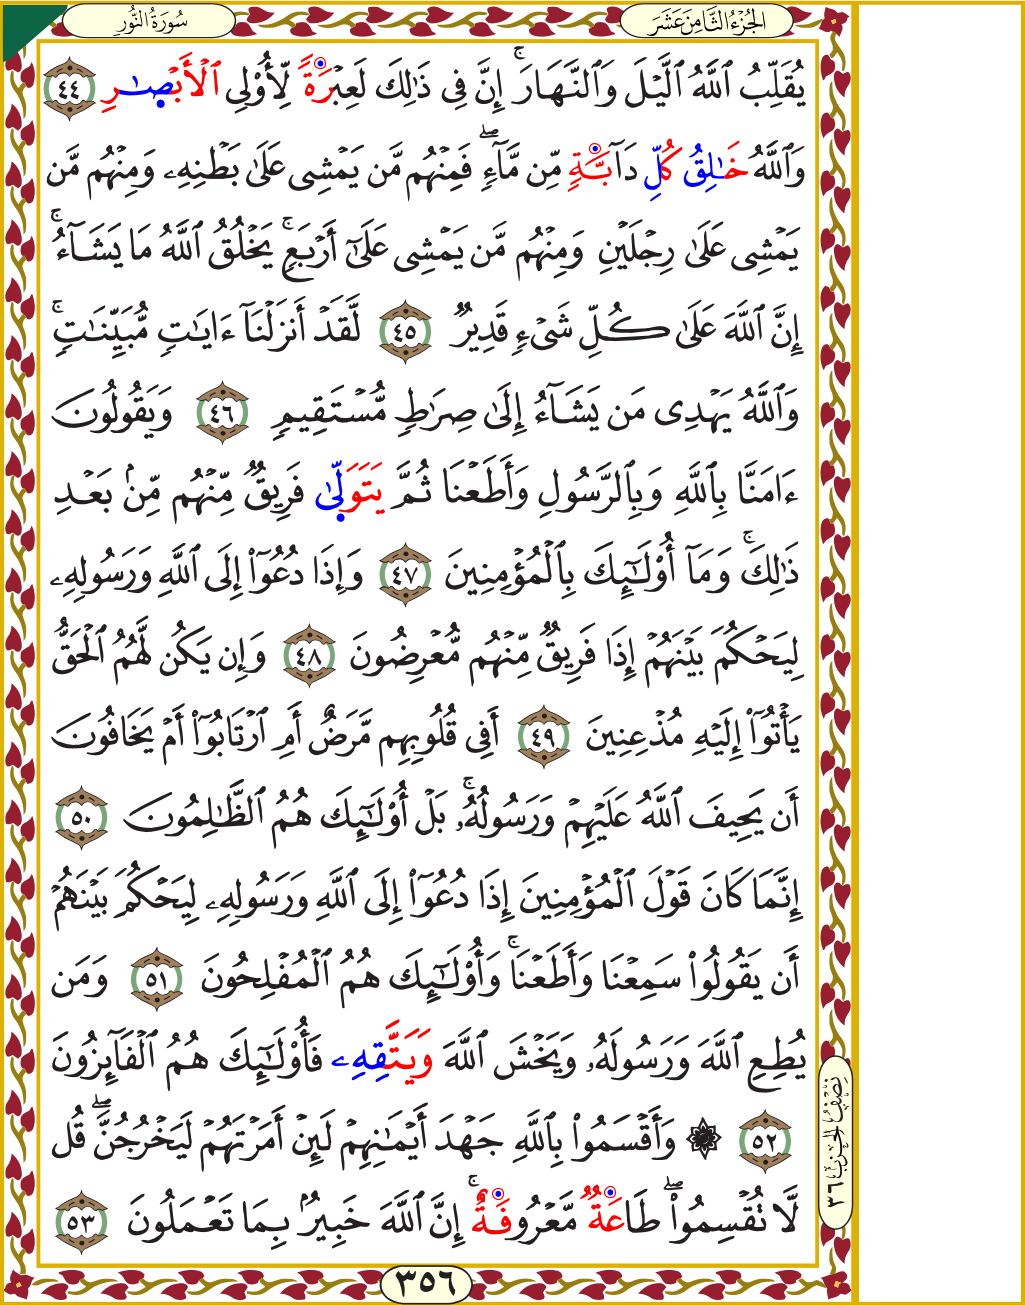 الجُزْءُ الثَّامِنَ عَشَرَ
سُورَةُ النُّورِ
يُقَلِّبُ ٱللَّهُ ٱلَّيْلَ وَٱلنَّهَارَۚ إِنَّ فِى ذَٰلِكَ لَعِبْرَةً لِّأُوْلِى ٱلْأَبْصَٰرِ ٤٤
وَٱللَّهُ خَٰلِقُ كُلِّ دَآبَّةٍ مِّن مَّآءٍۖ فَمِنْهُم مَّن يَمْشِى عَلَىٰ بَطْنِهِۦ وَمِنْهُم مَّن
يَمْشِى عَلَىٰ رِجْلَيْنِ وَمِنْهُم مَّن يَمْشِى عَلَىٰٓ أَرْبَعٍۚ يَخْلُقُ ٱللَّهُ مَا يَشَآءُۚ
إِنَّ ٱللَّهَ عَلَىٰ كُلِّ شَىْءٍ قَدِيرٌ ٤٥ لَّقَدْ أَنزَلْنَآ ءَايَٰتٍ مُّبَيِّنَٰتٍۚ
وَٱللَّهُ يَهْدِى مَن يَشَآءُ إِلَىٰ صِرَٰطٍ مُّسْتَقِيمٍ ٤٦ وَيَقُولُونَ
ءَامَنَّا بِٱللَّهِ وَبِٱلرَّسُولِ وَأَطَعْنَا ثُمَّ يَتَوَلَّىٰ فَرِيقٌ مِّنْهُم مِّنۢ بَعْدِ
ذَٰلِكَۚ وَمَآ أُوْلَٰٓئِكَ بِٱلْمُؤْمِنِينَ ٤٧ وَإِذَا دُعُوٓاْ إِلَى ٱللَّهِ وَرَسُولِهِۦ
لِيَحْكُمَ بَيْنَهُمْ إِذَا فَرِيقٌ مِّنْهُم مُّعْرِضُونَ ٤٨ وَإِن يَكُن لَّهُمُ ٱلْحَقُّ
يَأْتُوٓاْ إِلَيْهِ مُذْعِنِينَ ٤٩ أَفِى قُلُوبِهِم مَّرَضٌ أَمِ ٱرْتَابُوٓاْ أَمْ يَخَافُونَ
أَن يَحِيفَ ٱللَّهُ عَلَيْهِمْ وَرَسُولُهُۥۚ بَلْ أُوْلَٰٓئِكَ هُمُ ٱلظَّٰلِمُونَ ٥٠
إِنَّمَا كَانَ قَوْلَ ٱلْمُؤْمِنِينَ إِذَا دُعُوٓاْ إِلَى ٱللَّهِ وَرَسُولِهِۦ لِيَحْكُمَ بَيْنَهُمْ
أَن يَقُولُواْ سَمِعْنَا وَأَطَعْنَاۚ وَأُوْلَٰٓئِكَ هُمُ ٱلْمُفْلِحُونَ ٥١ وَمَن
يُطِعِ ٱللَّهَ وَرَسُولَهُۥ وَيَخْشَ ٱللَّهَ وَيَتَّقِهِۦ فَأُوْلَٰٓئِكَ هُمُ ٱلْفَآئِزُونَ
٥٢ ۞ وَأَقْسَمُواْ بِٱللَّهِ جَهْدَ أَيْمَٰنِهِمْ لَئِنْ أَمَرْتَهُمْ لَيَخْرُجُنَّۖ قُل
لَّا تُقْسِمُواْۖ طَاعَةٌ مَّعْرُوفَةٌۚ إِنَّ ٱللَّهَ خَبِيرٌۢ بِمَا تَعْمَلُونَ ٥٣
نِصْفُ الحِزْب ٣٦
٣٥٦